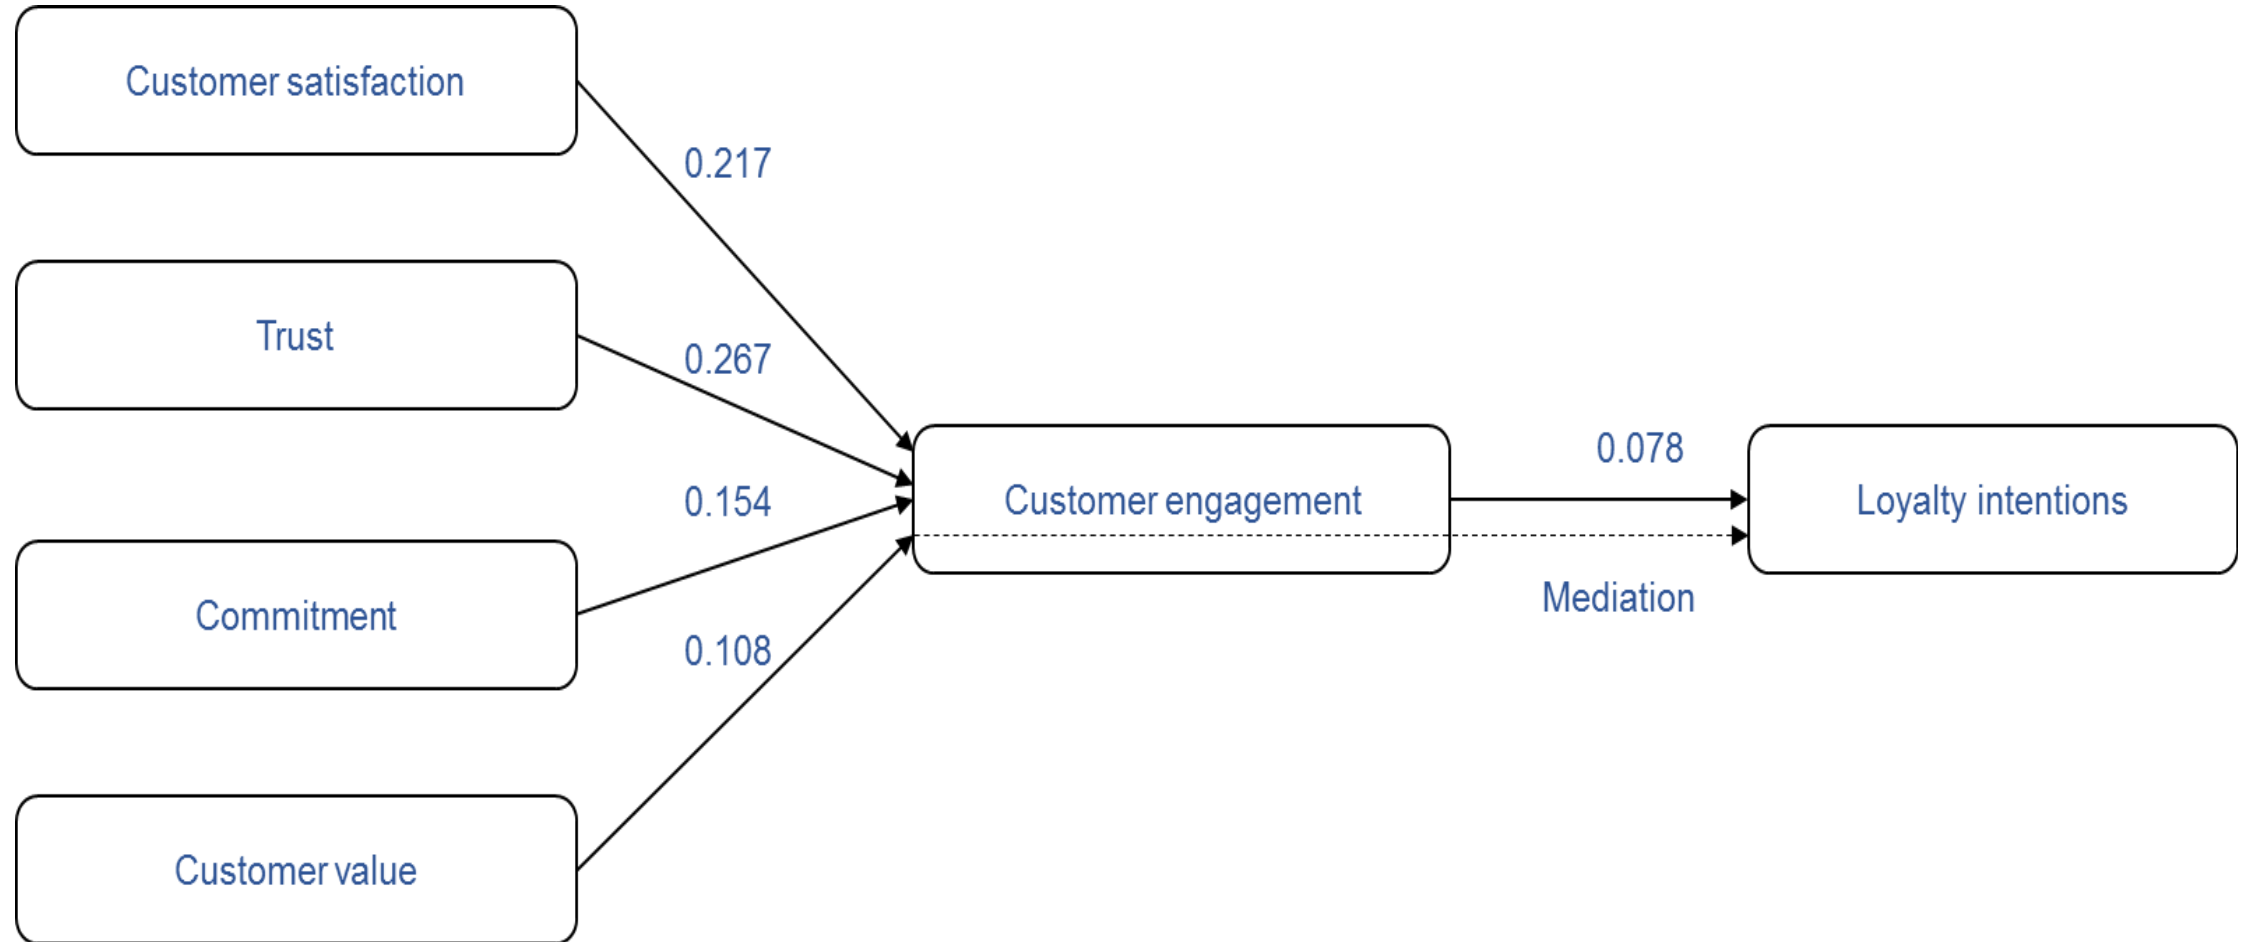 Customer satisfaction
0.217
Trust
0.267
0.154
Customer engagement
0.078
Loyalty intentions
Mediation
Commitment
0.108
Customer value